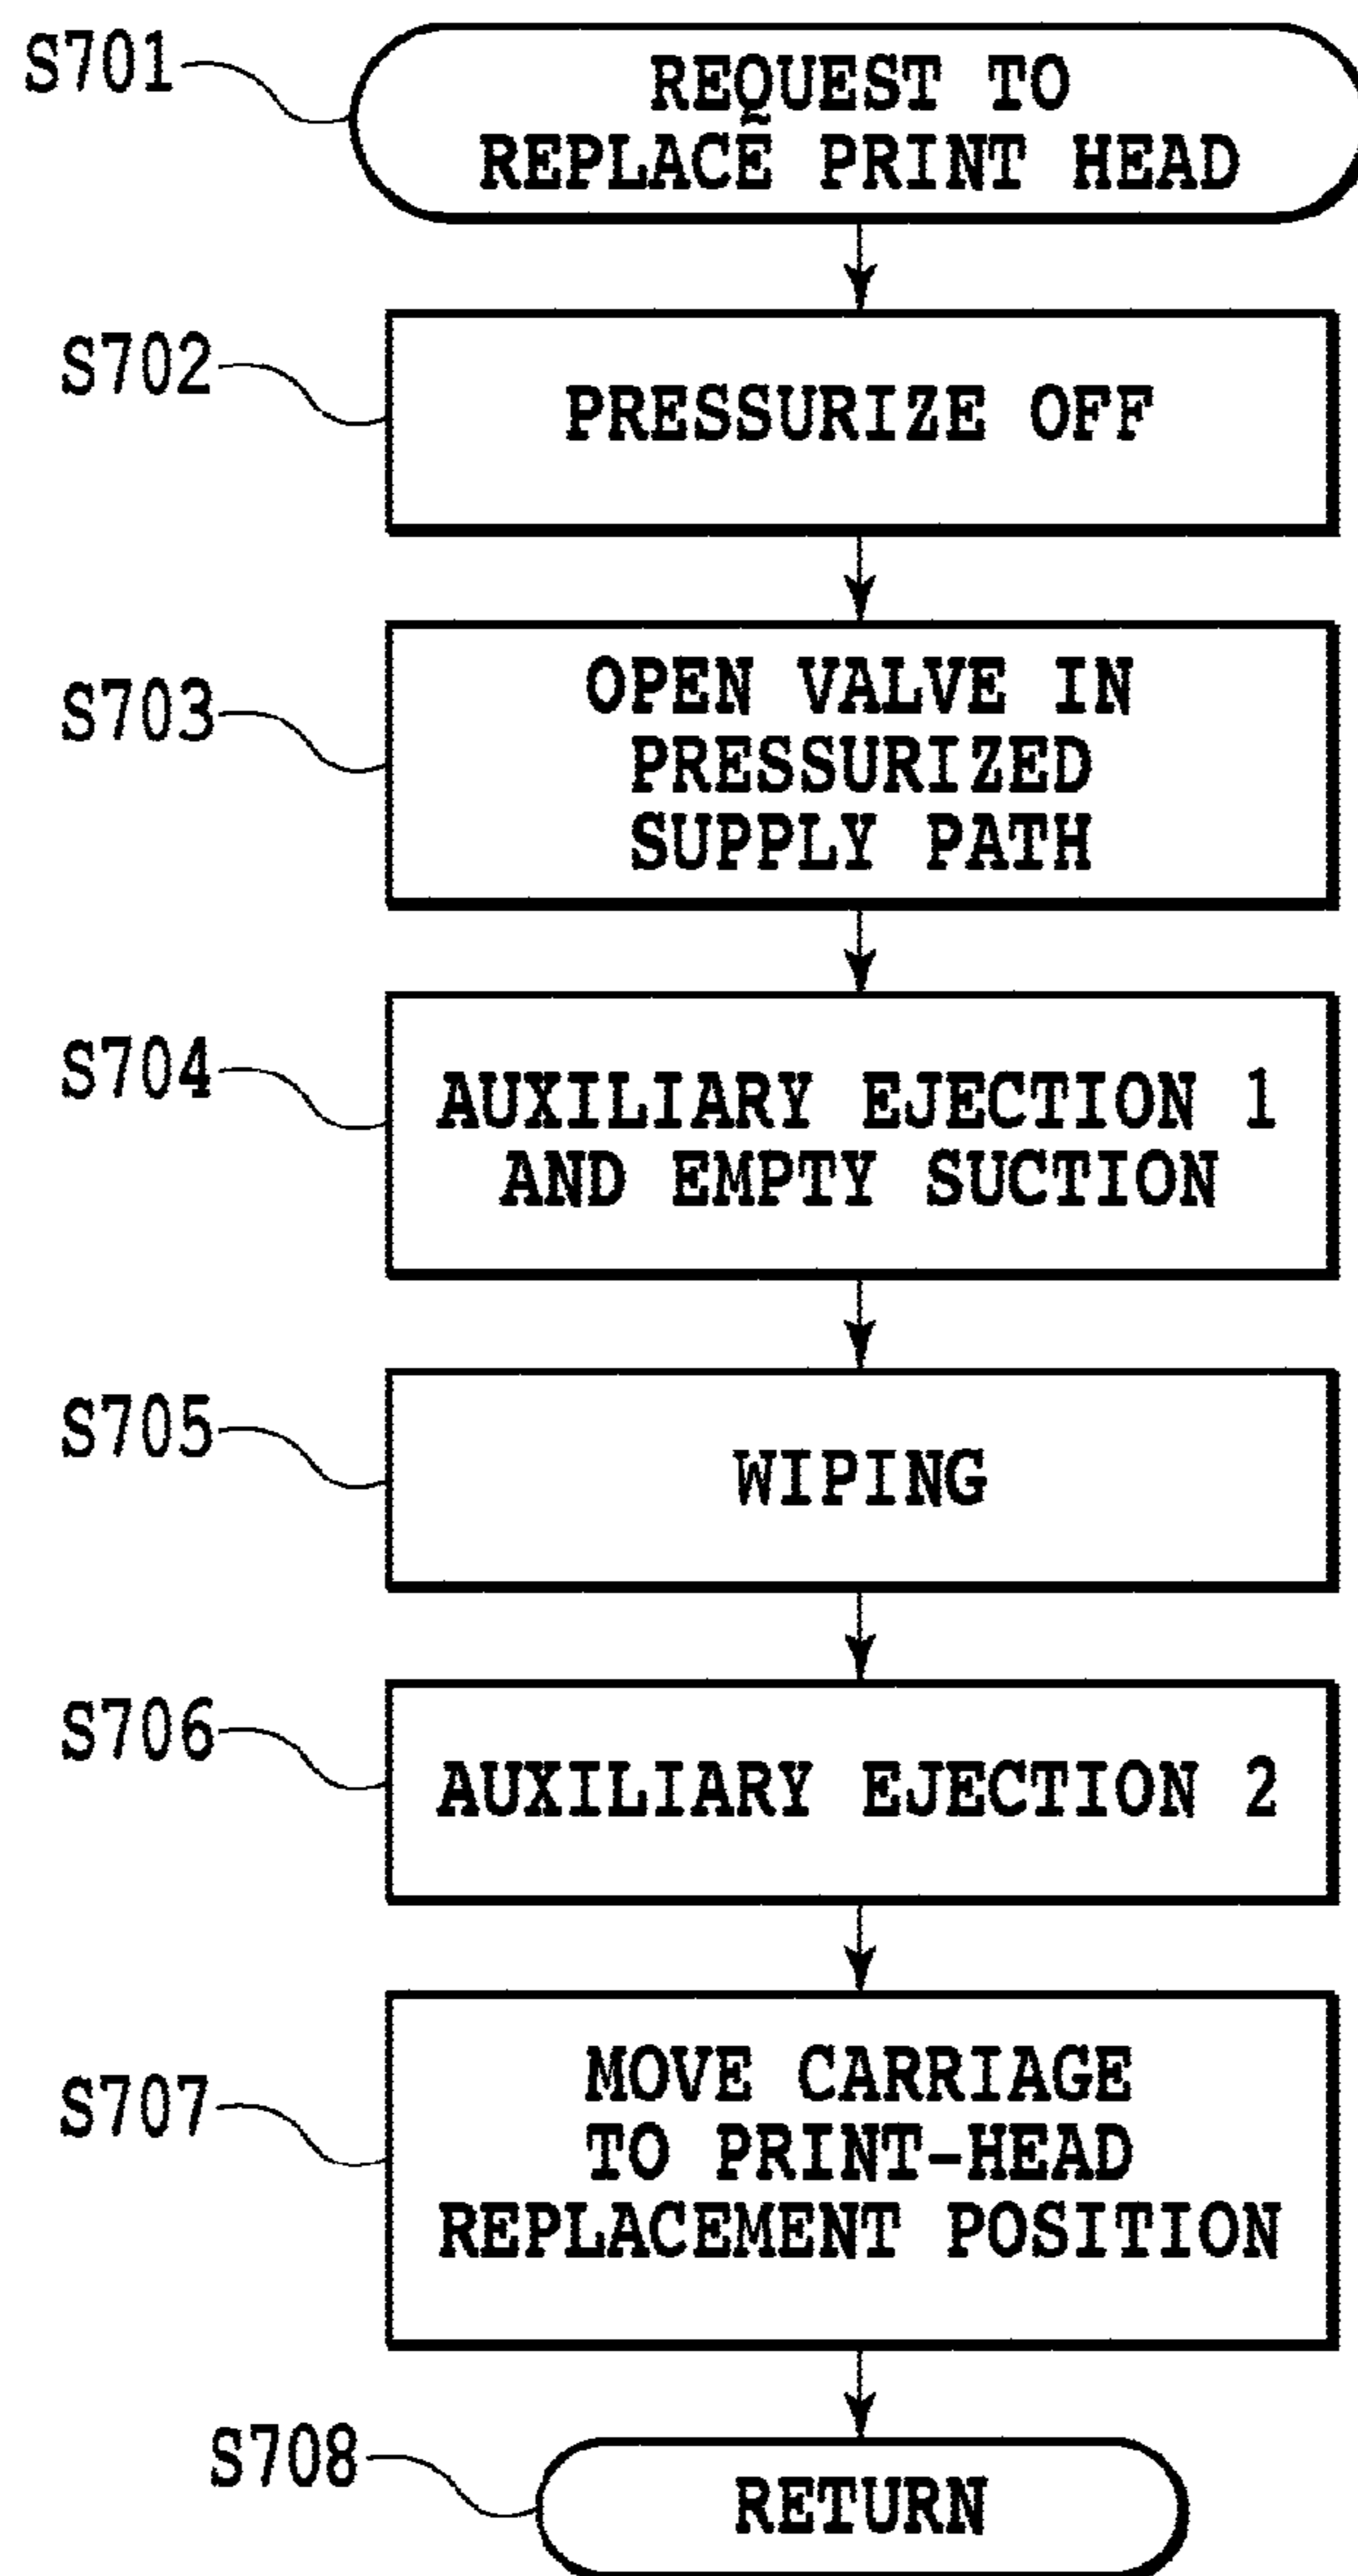 S701
REQUEST TO
REPLACE PRINT HEAD
S702
PRESSURIZE OFF
S703
OPEN VALVE IN
PRESSURIZED
SUPPLY PATH
S704
AUXILIARY EJECTION 1
AND EMPTY SUCTION
S705
WIPING
S706
AUXILIARY EJECTION 2
S707
MOVE CARRIAGE
TO PRINT-HEAD
REPLACEMENT POSITION
S708
RETURN